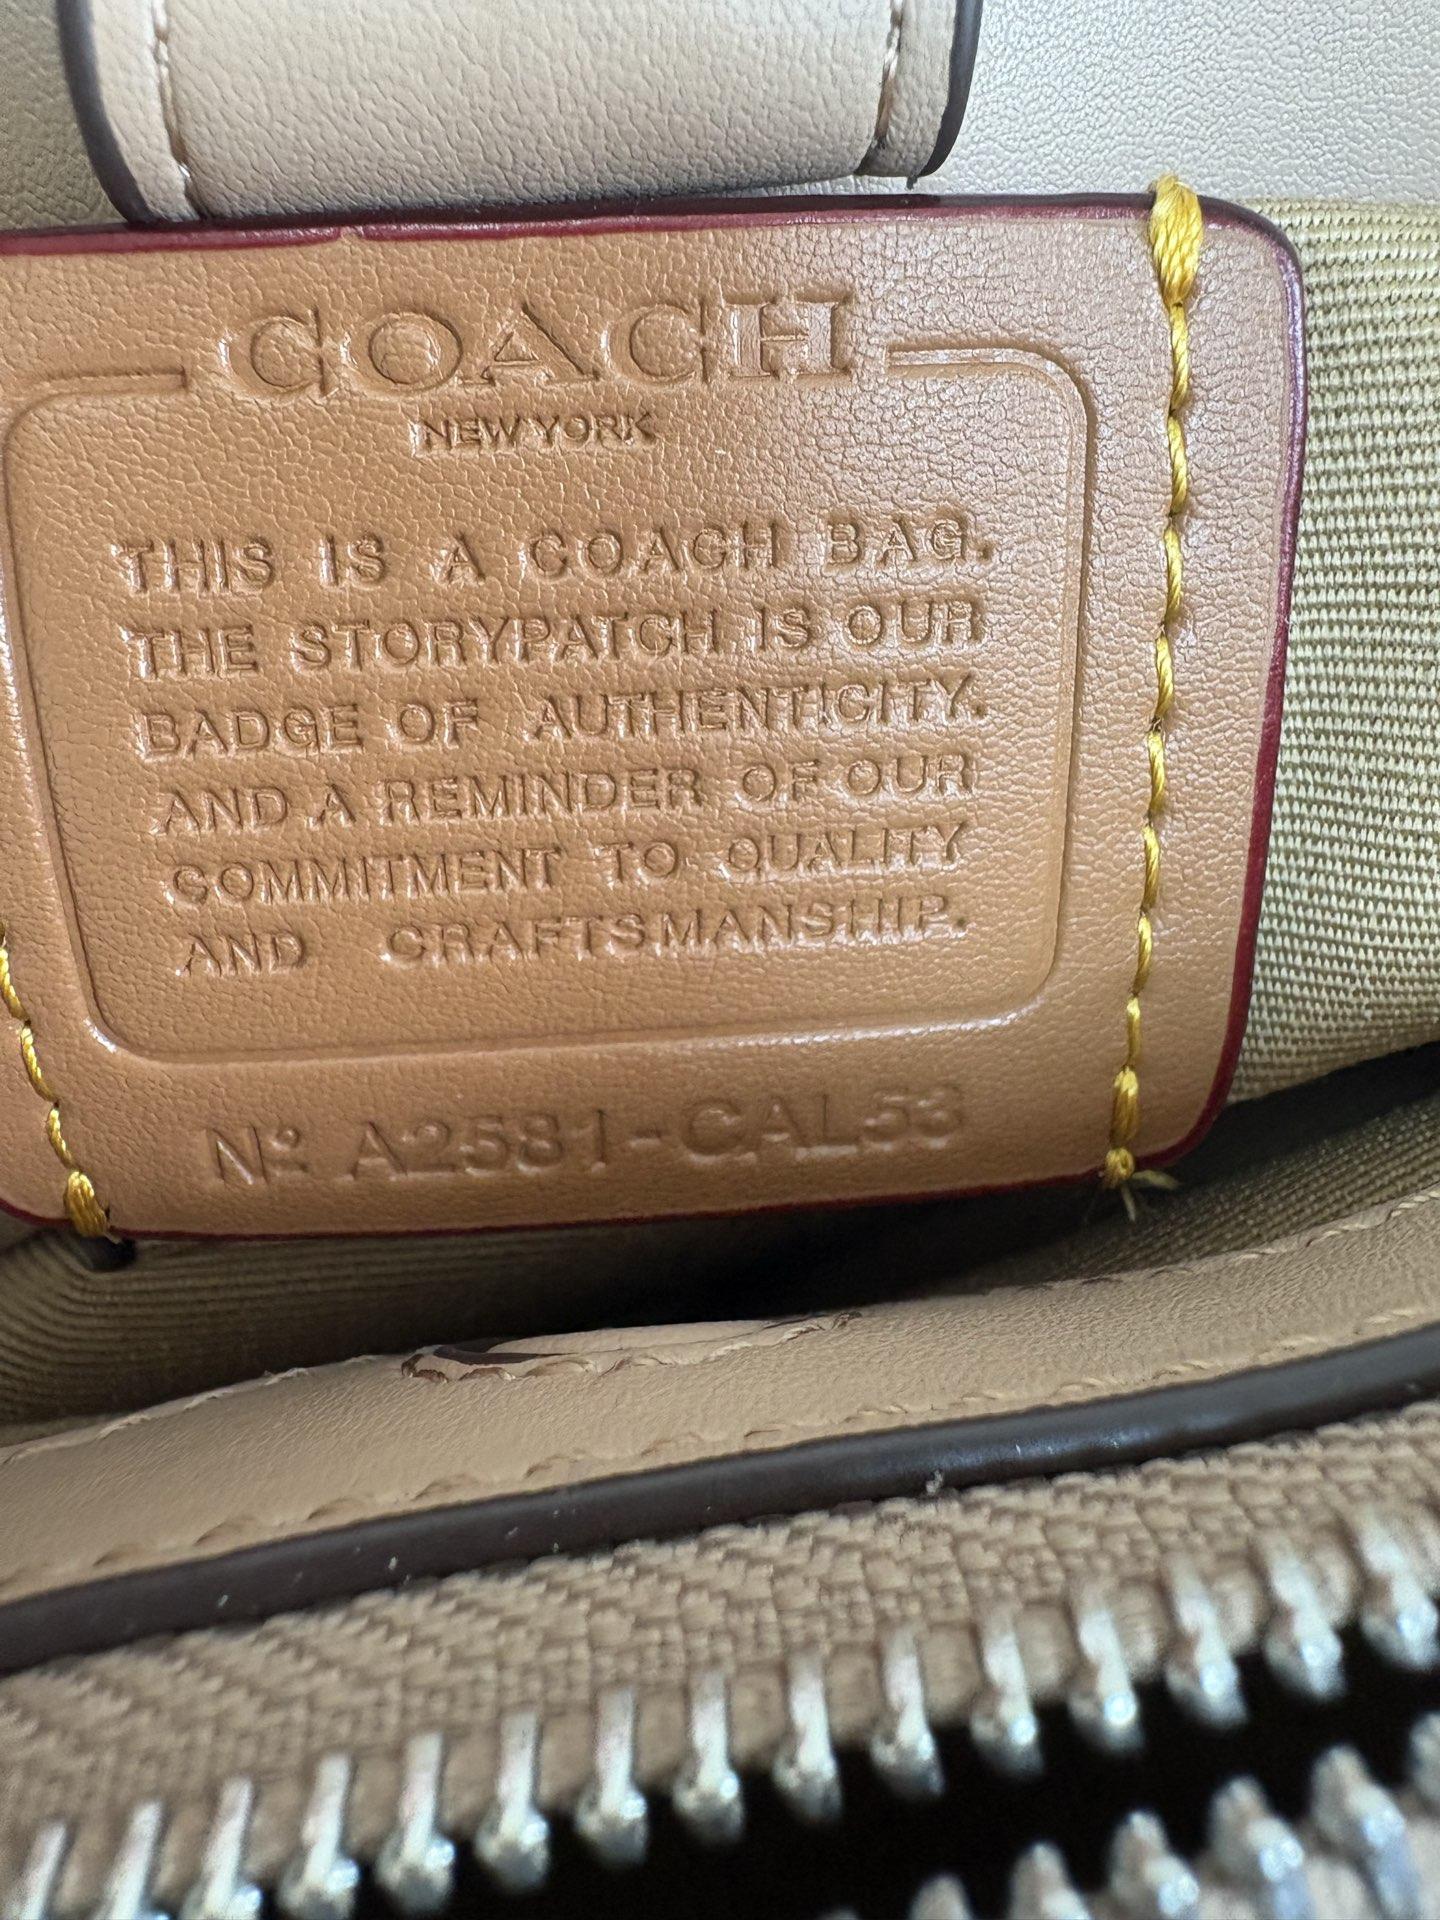 COACH
NEW YORK
THIS IS A COACH BAG.
THE STORYPATCH IS OUR
BADGE OF AUTHENTICITY.
AND A REMINDER OF OUR
COMMITMENT TO QUALITY
AND CRAFTSMANSHIP.
Nº A2581-CAL53